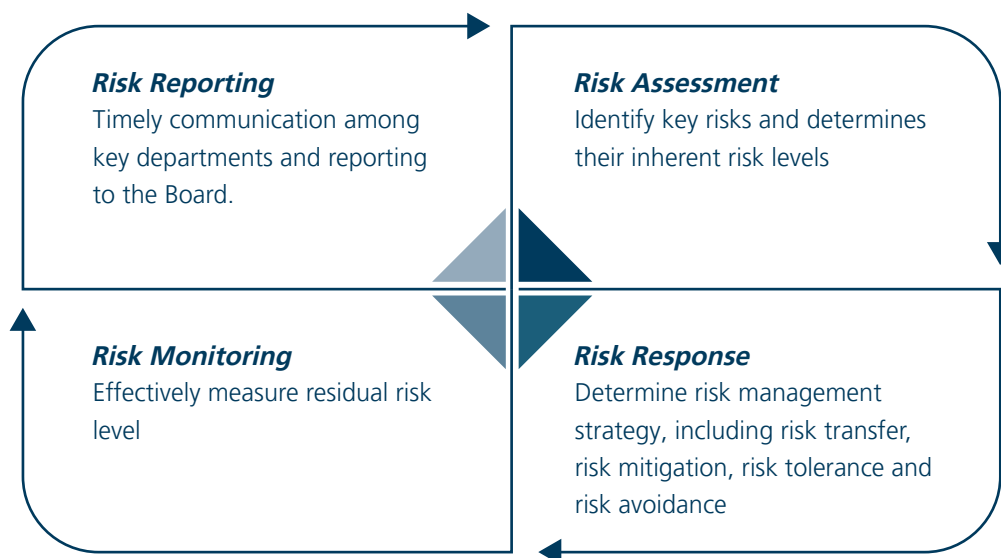 Risk Reporting
Timely communication among
key departments and reporting
to the Board.
Risk Assessment
Identify key risks and determines
their inherent risk levels
Risk Monitoring
Effectively measure residual risk
level
Risk Response
Determine risk management
strategy, including risk transfer,
risk mitigation, risk tolerance and
risk avoidance